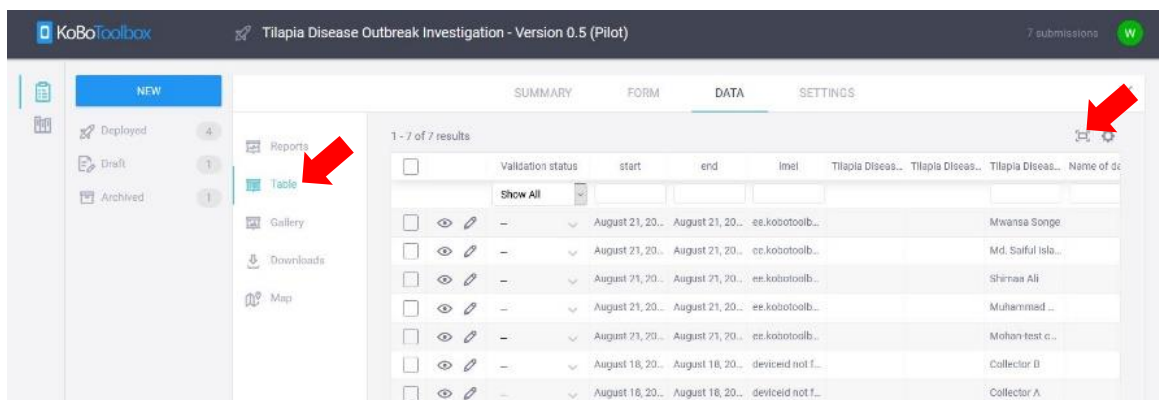 KoBoToolbox
Tilapia Disease Outbreak Investigation - Version 0.5 (Pilot)
7 submissions
W
NEW
SUMMARY FORM DATA SETTINGS
Deployed 4
Draft 1
Archived 1
Reports
Table
Gallery
Downloads
Map
1 - 7 of 7 results
Validation status start end imei Tilapia Diseas... Tilapia Diseas... Tilapia Diseas... Name of da
Show All
– August 21, 20... August 21, 20... ee.kobotoolb... Mwansa Songe
– August 21, 20... August 21, 20... ee.kobotoolb... Md. Saiful Isla...
– August 21, 20... August 21, 20... ee.kobotoolb... Shimaa Ali
– August 21, 20... August 21, 20... ee.kobotoolb... Muhammad ...
– August 21, 20... August 21, 20... ee.kobotoolb... Mohan-test c...
– August 18, 20... August 18, 20... deviceid not f... Collector B
– August 18, 20... August 18, 20... deviceid not f... Collector A